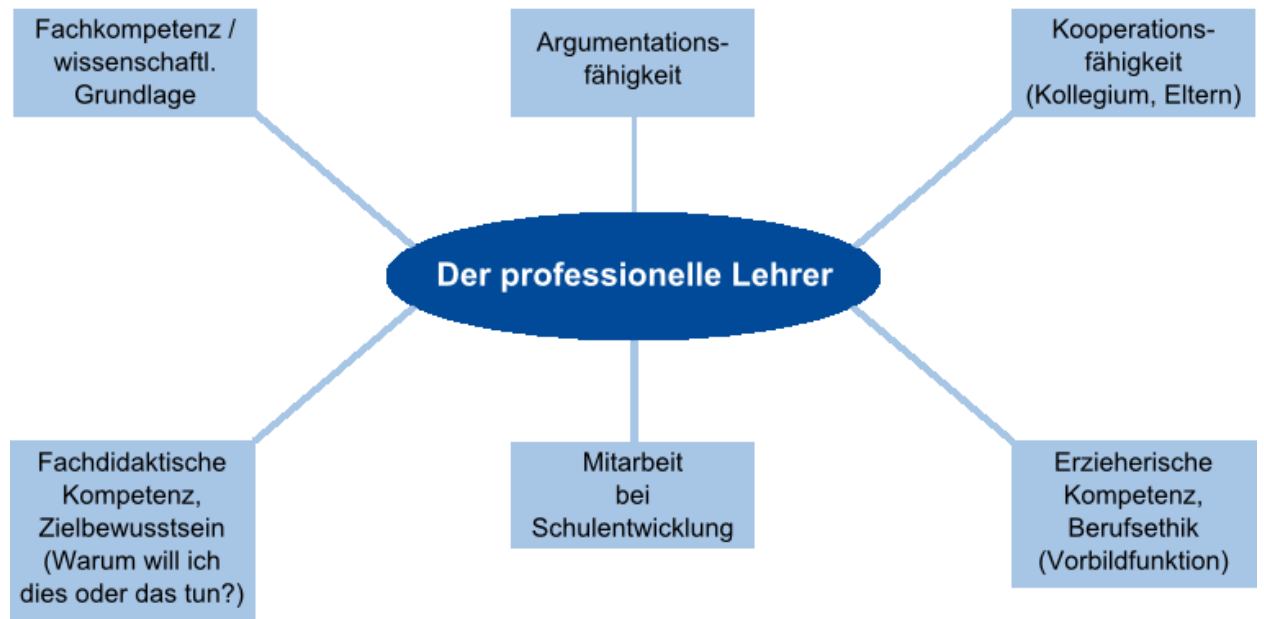 Fachkompetenz /
wissenschaftl.
Grundlage
Argumentations-
fähigkeit
Kooperations-
fähigkeit
(Kollegium, Eltern)
Der professionelle Lehrer
Fachdidaktische
Kompetenz,
Zielbewusstsein
(Warum will ich
dies oder das tun?)
Mitarbeit
bei
Schulentwicklung
Erzieherische
Kompetenz,
Berufsethik
(Vorbildfunktion)